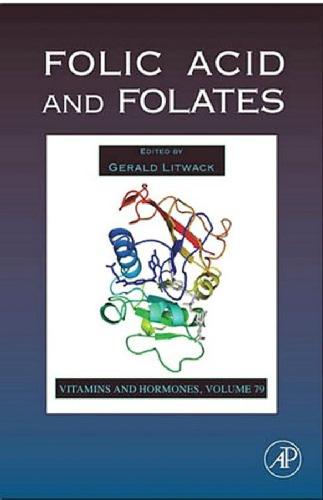 FOLIC ACID
AND FOLATES
EDITED BY
GERALD LITWACK
VITAMINS AND HORMONES, VOLUME 79
AP